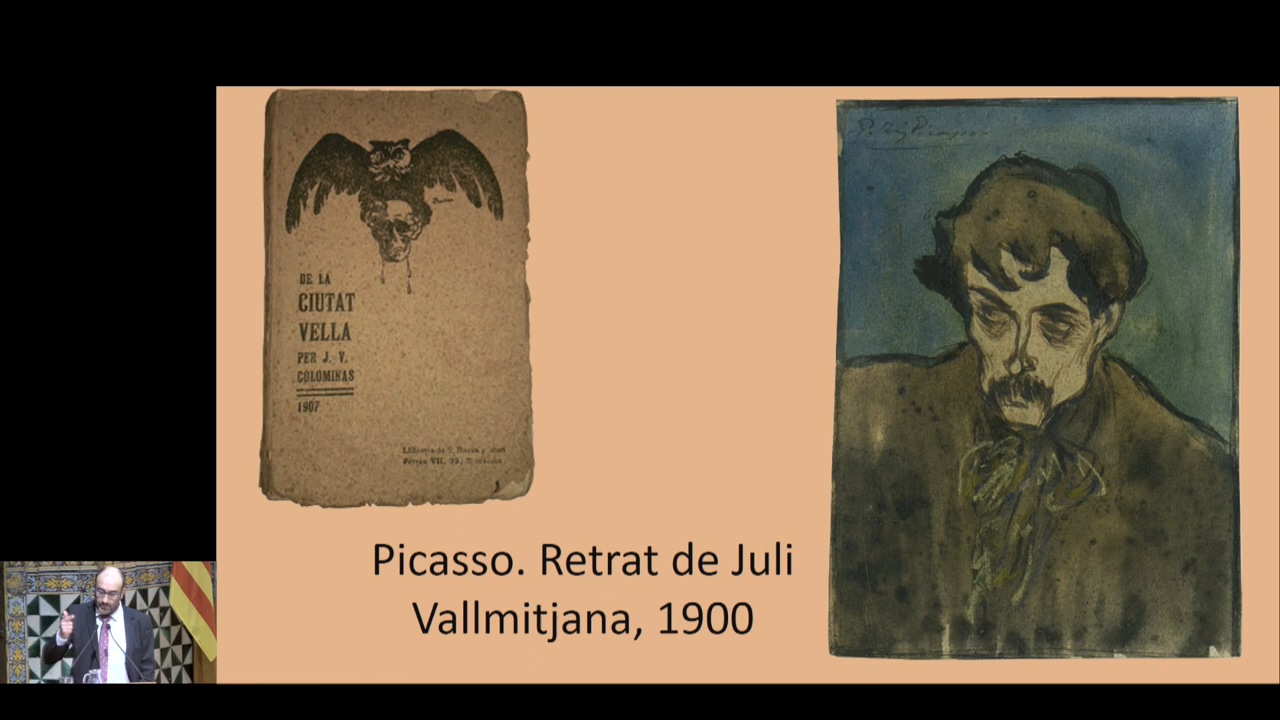 DE LA
CIUTAT
VELLA
PER J. V.
COLOMINAS
1907
Picasso. Retrat de Juli
Vallmitjana, 1900